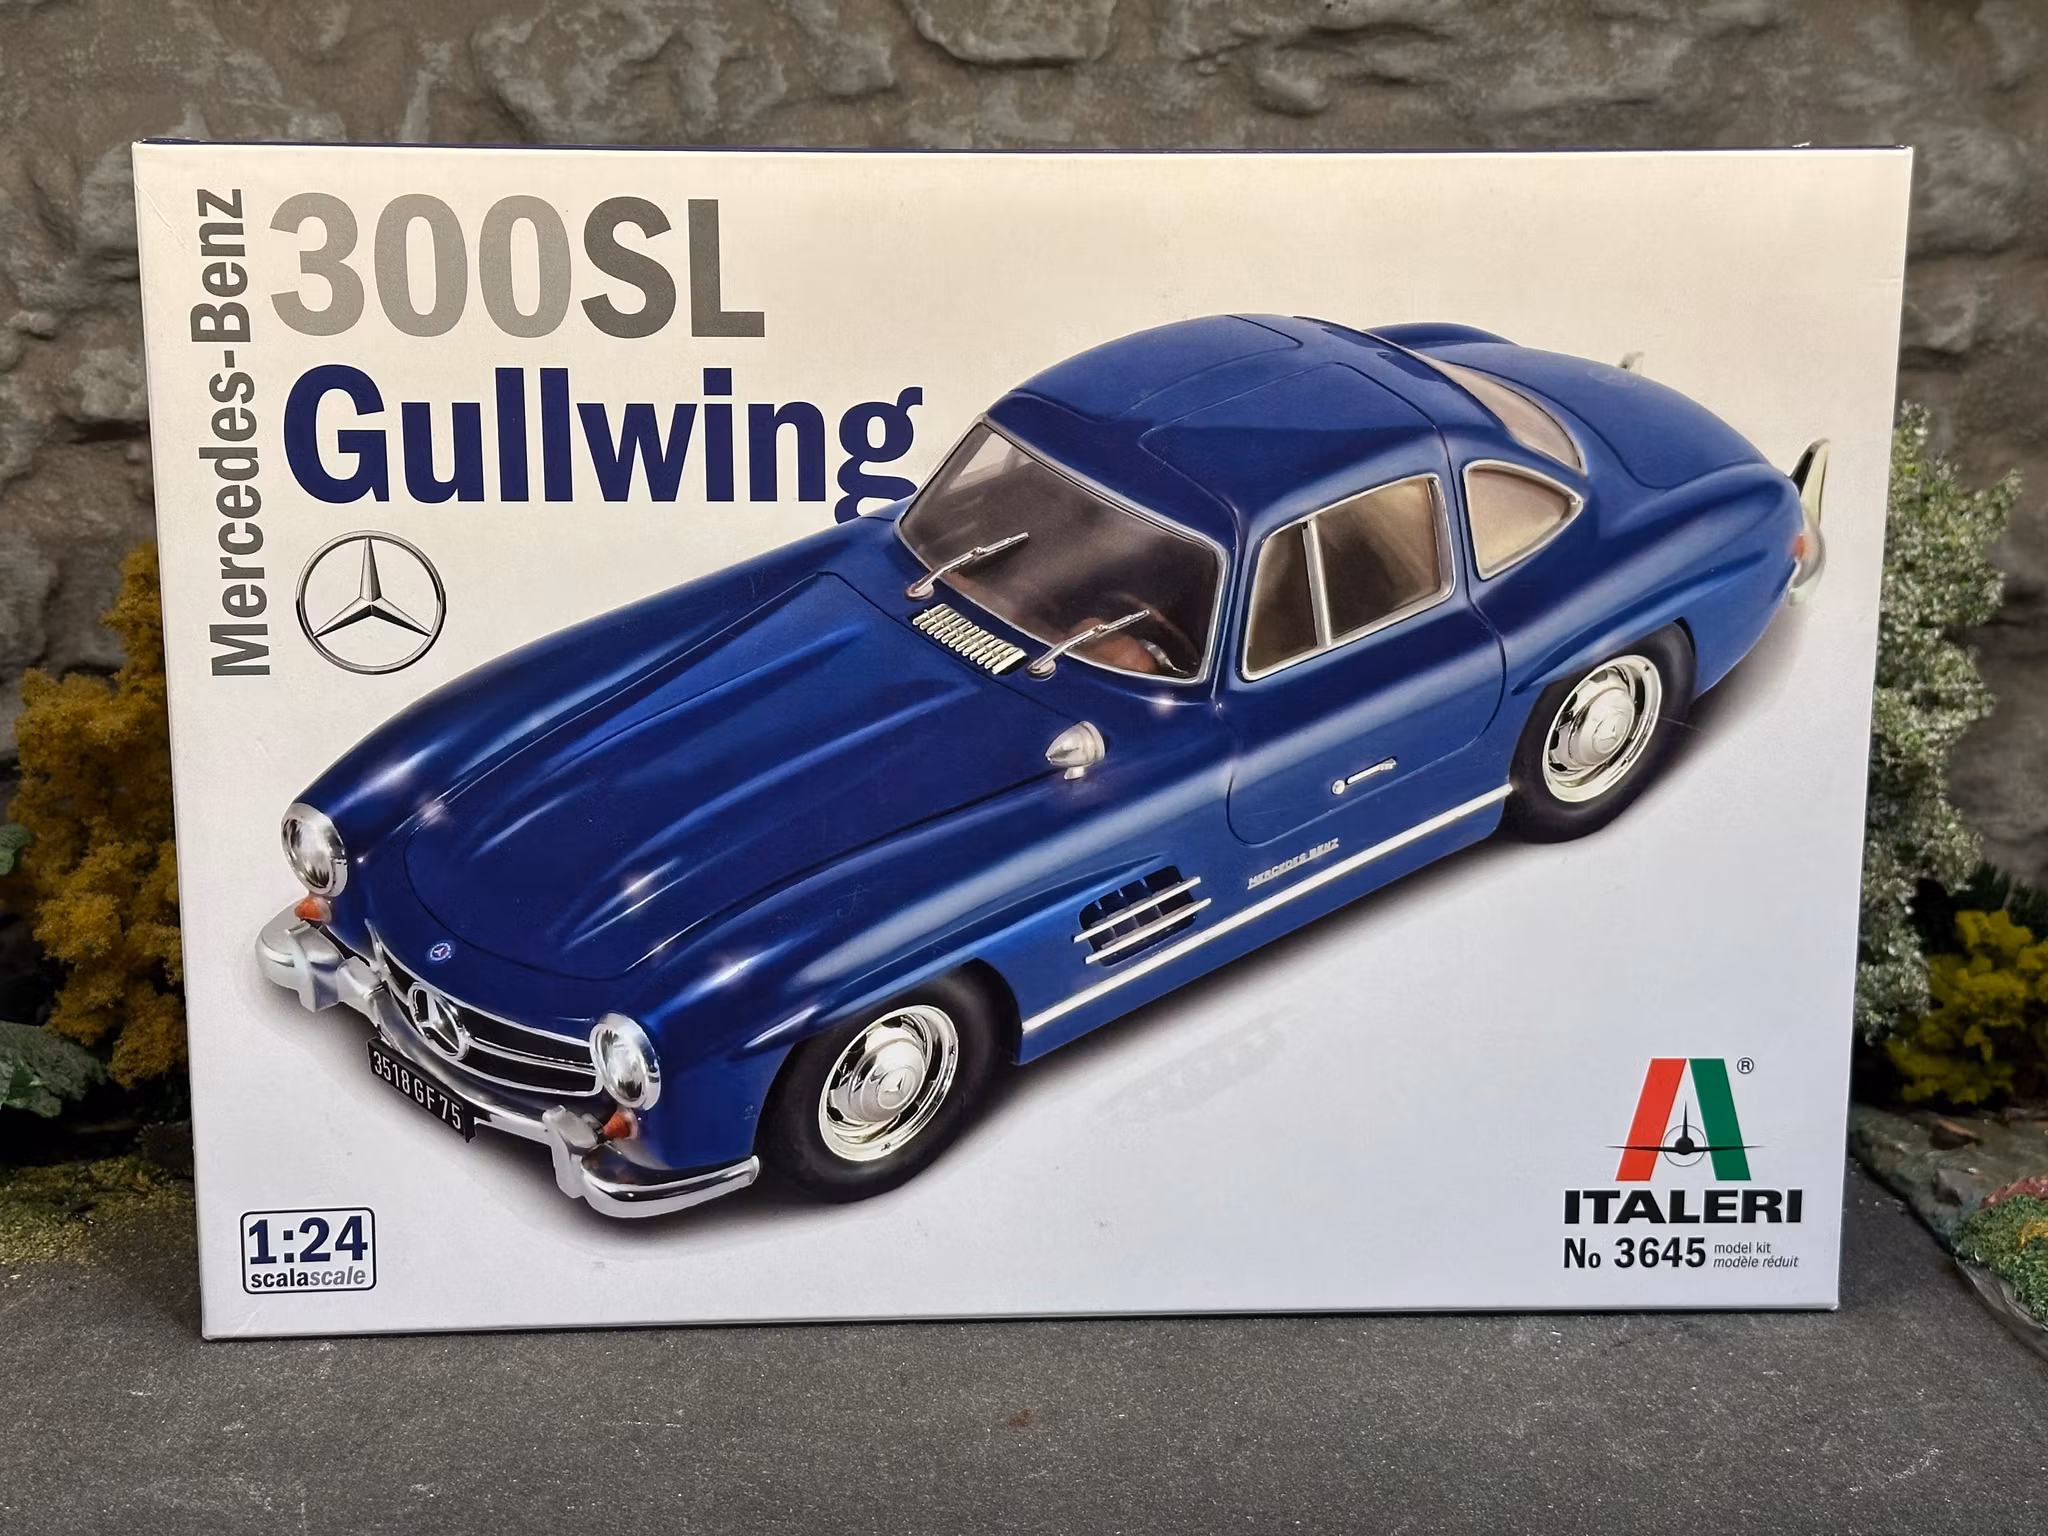 Mercedes-Benz
300SL
Gullwing
MERCEDES BENZ
3518 GF 75
1:24
scalascale
®
ITALERI
No 3645 model kit
modèle réduit